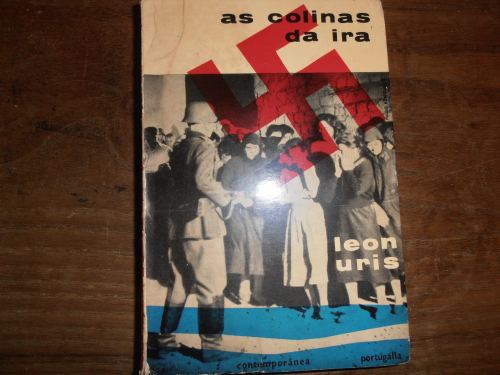 as colinas
da ira
leon
uris
contemporânea
portugália